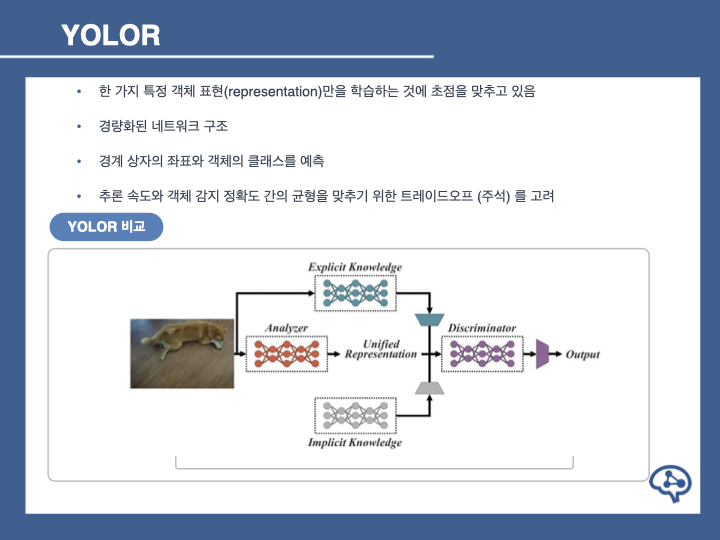 YOLOR
• 한 가지 특정 객체 표현(representation)만을 학습하는 것에 초점을 맞추고 있음
• 경량화된 네트워크 구조
• 경계 상자의 좌표와 객체의 클래스를 예측
• 추론 속도와 객체 감지 정확도 간의 균형을 맞추기 위한 트레이드오프 (주석) 를 고려
YOLOR 비교
Explicit Knowledge
Analyzer
Unified
Representation
Discriminator
Output
Implicit Knowledge